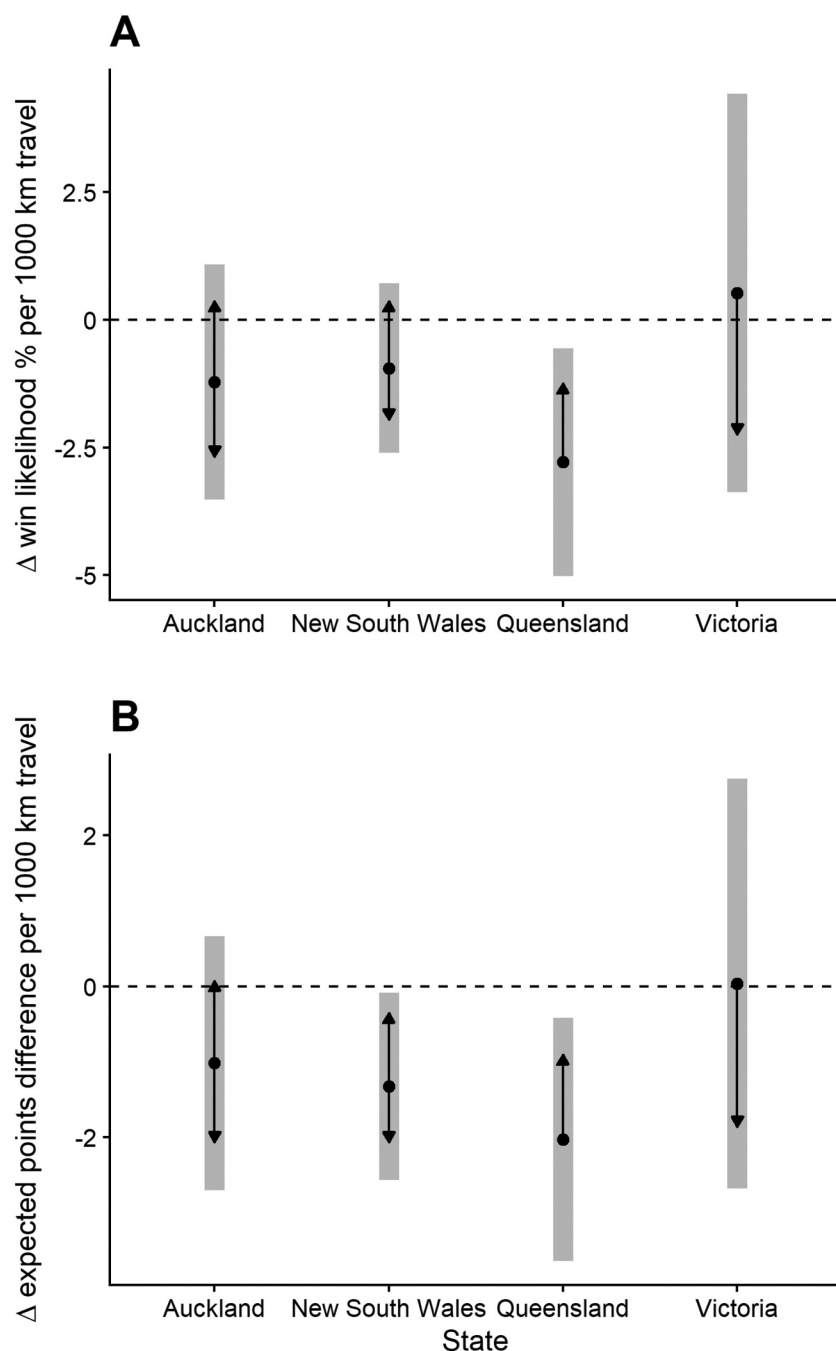 A
Δ win likelihood % per 1000 km travel
2.5
0
-2.5
-5
Auckland
New South Wales
Queensland
Victoria
B
Δ expected points difference per 1000 km travel
2
0
-2
Auckland
New South Wales
Queensland
Victoria
State